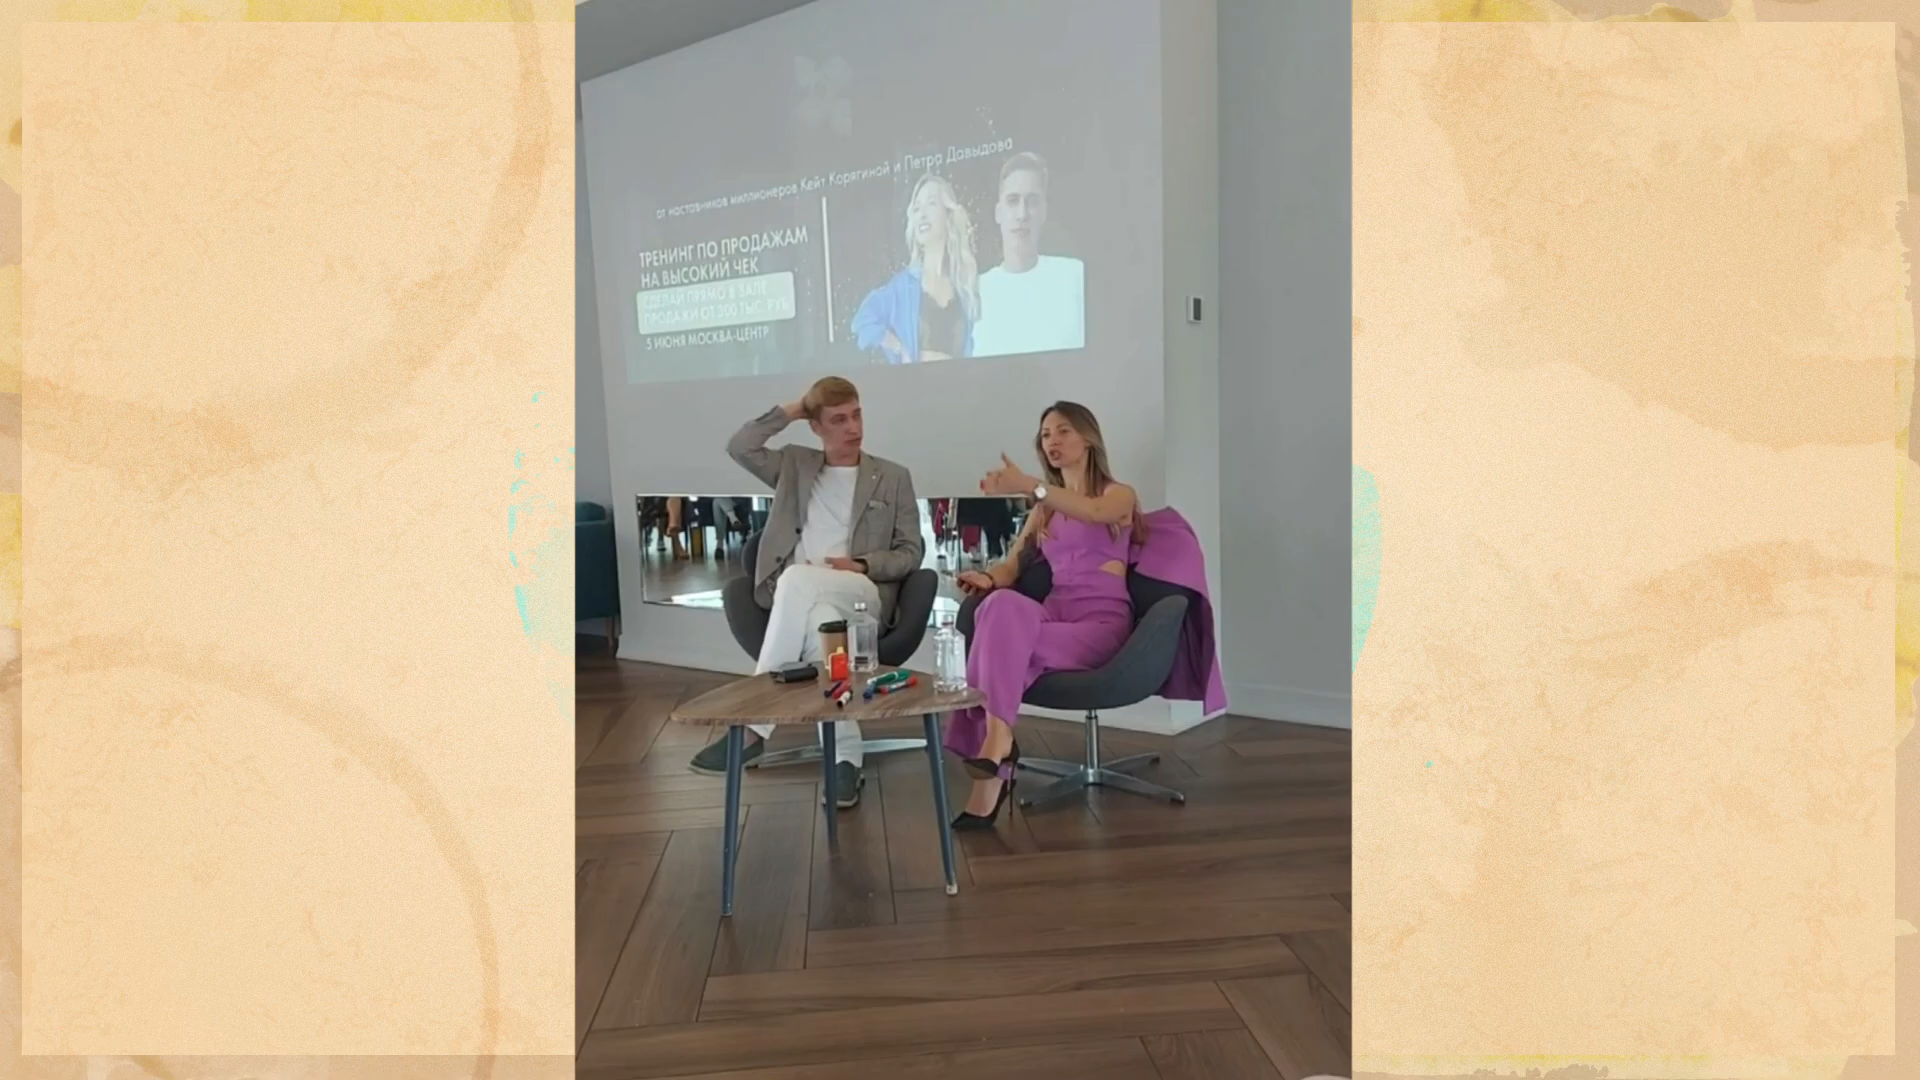 от наставников миллионеров Кейт Корягиной и Петра Давыдова
ТРЕНИНГ ПО ПРОДАЖАМ
НА ВЫСОКИЙ ЧЕК
СДЕЛАЙ ПРЯМО В ЗАЛЕ
ПРОДАЖИ ОТ 300 ТЫС. РУБ
5 ИЮНЯ МОСКВА-ЦЕНТР